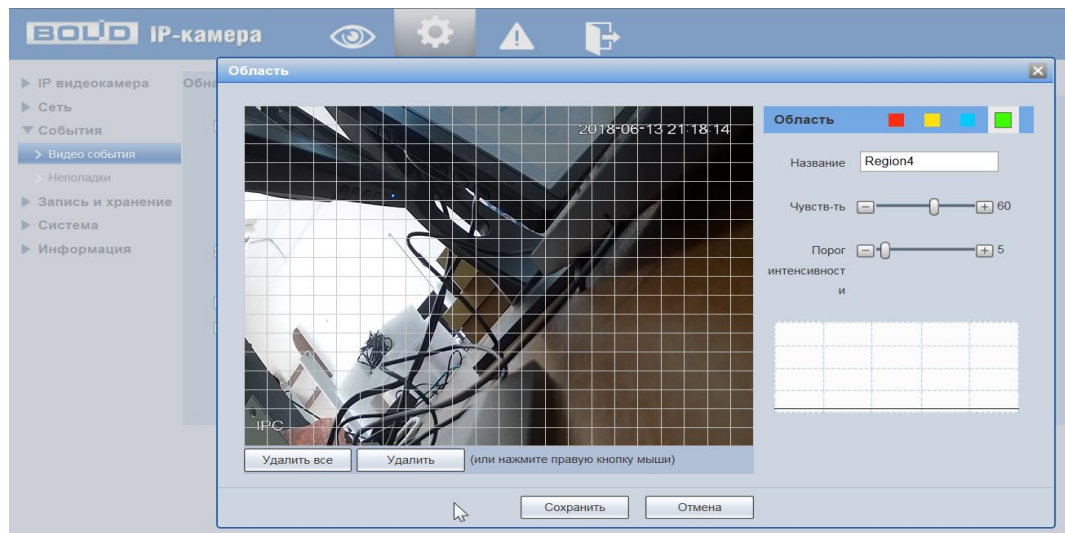 BOLID IP-камера
Область
IP видеокамера
Обна
Сеть
События
Видео события
Неполадки
Запись и хранение
Система
Информация
2018-06-13 21:18:14
IPC
Область
Название Region4
Чувств-ть 60
Порог 5
интенсивност
и
Удалить все Удалить (или нажмите правую кнопку мыши)
Сохранить Отмена